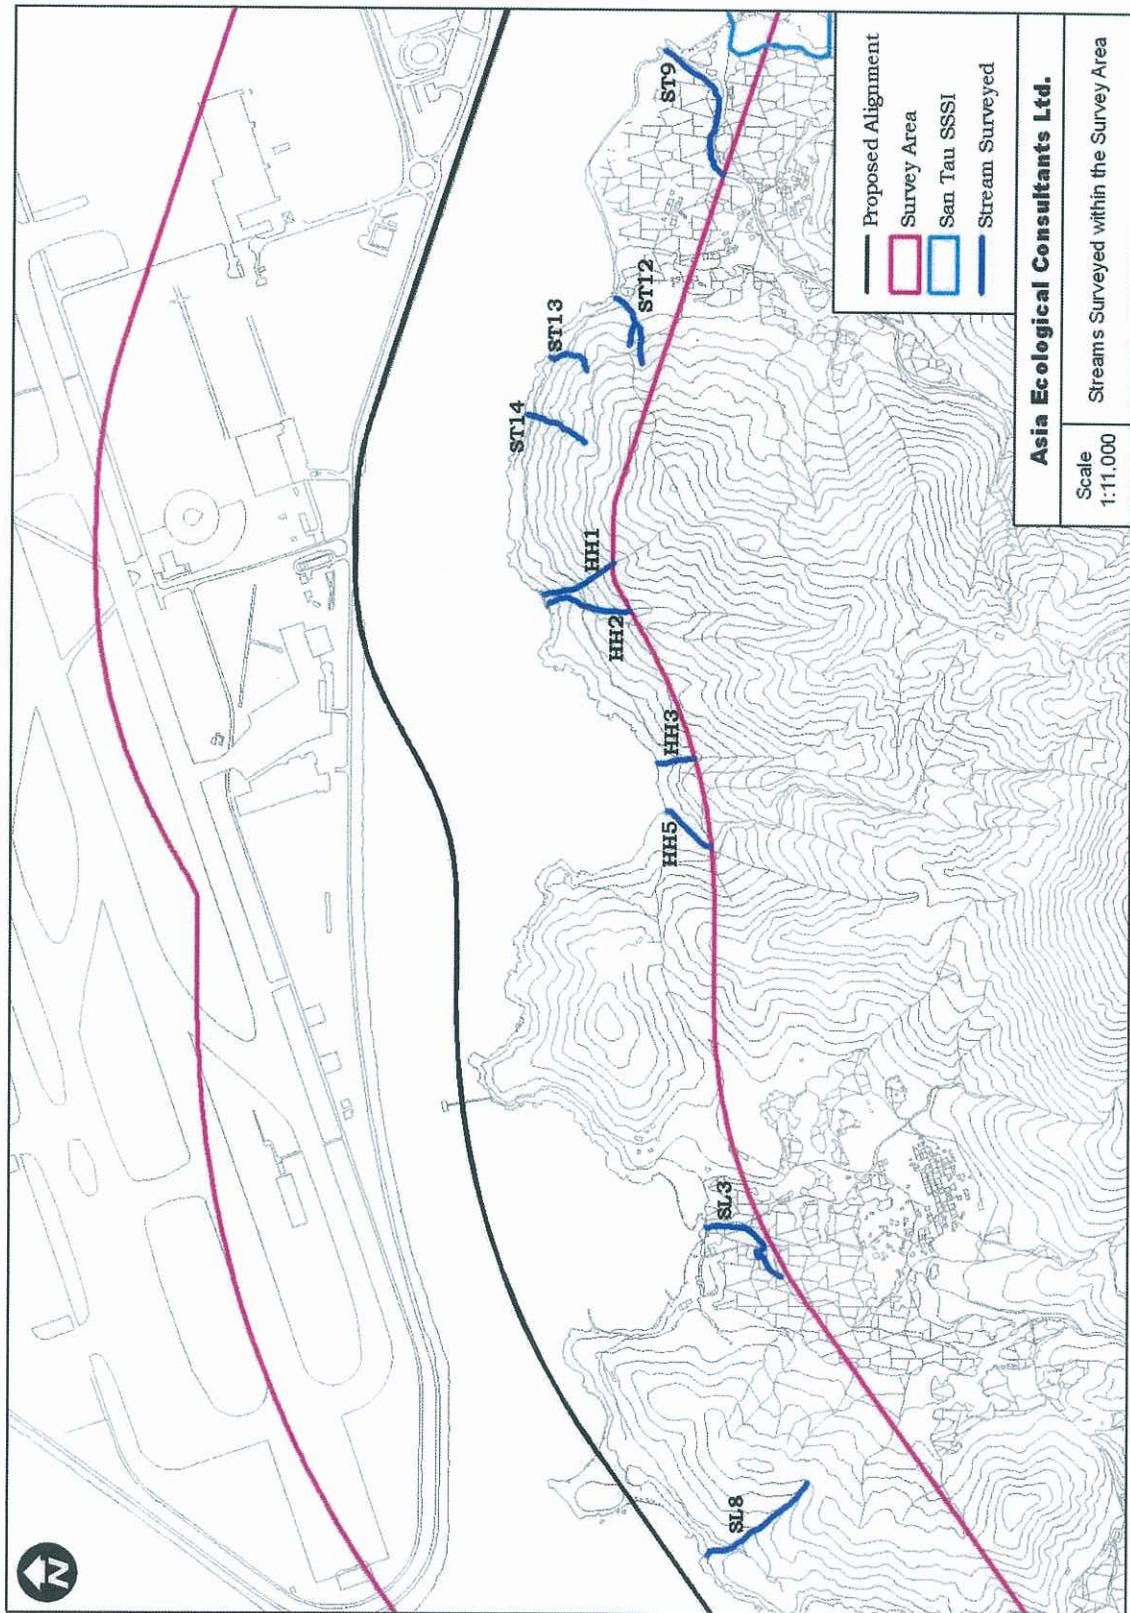 N
ST9
ST12
ST13
ST14
HH1
HH2
HH3
HH5
SL3
SL8
Proposed Alignment
Survey Area
San Tau SSSI
Stream Surveyed
Asia Ecological Consultants Ltd.
Scale
1:11,000
Streams Surveyed within the Survey Area